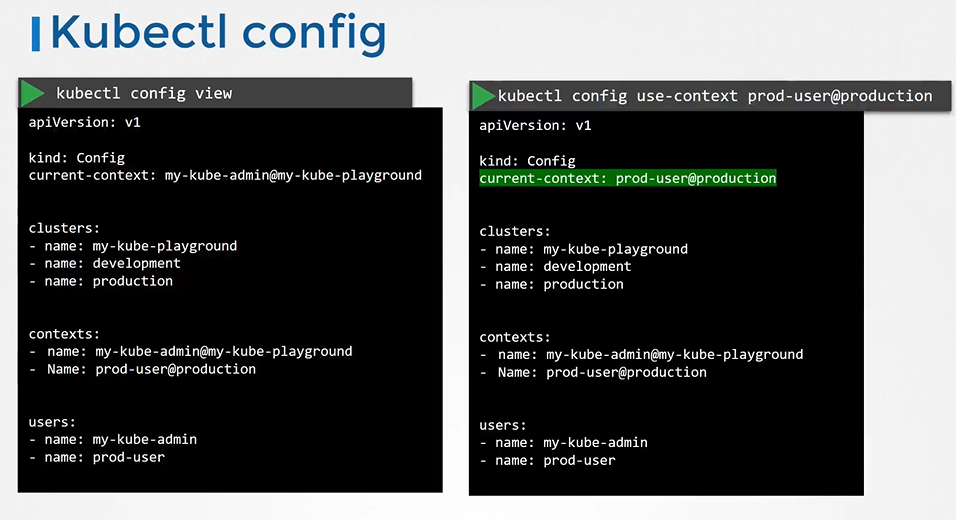 Kubectl config
kubectl config view
apiVersion: v1
kind: Config
current-context: my-kube-admin@my-kube-playground
clusters:
- name: my-kube-playground
- name: development
- name: production
contexts:
- name: my-kube-admin@my-kube-playground
- Name: prod-user@production
users:
- name: my-kube-admin
- name: prod-user
kubectl config use-context prod-user@production
apiVersion: v1
kind: Config
current-context: prod-user@production
clusters:
- name: my-kube-playground
- name: development
- name: production
contexts:
- name: my-kube-admin@my-kube-playground
- Name: prod-user@production
users:
- name: my-kube-admin
- name: prod-user